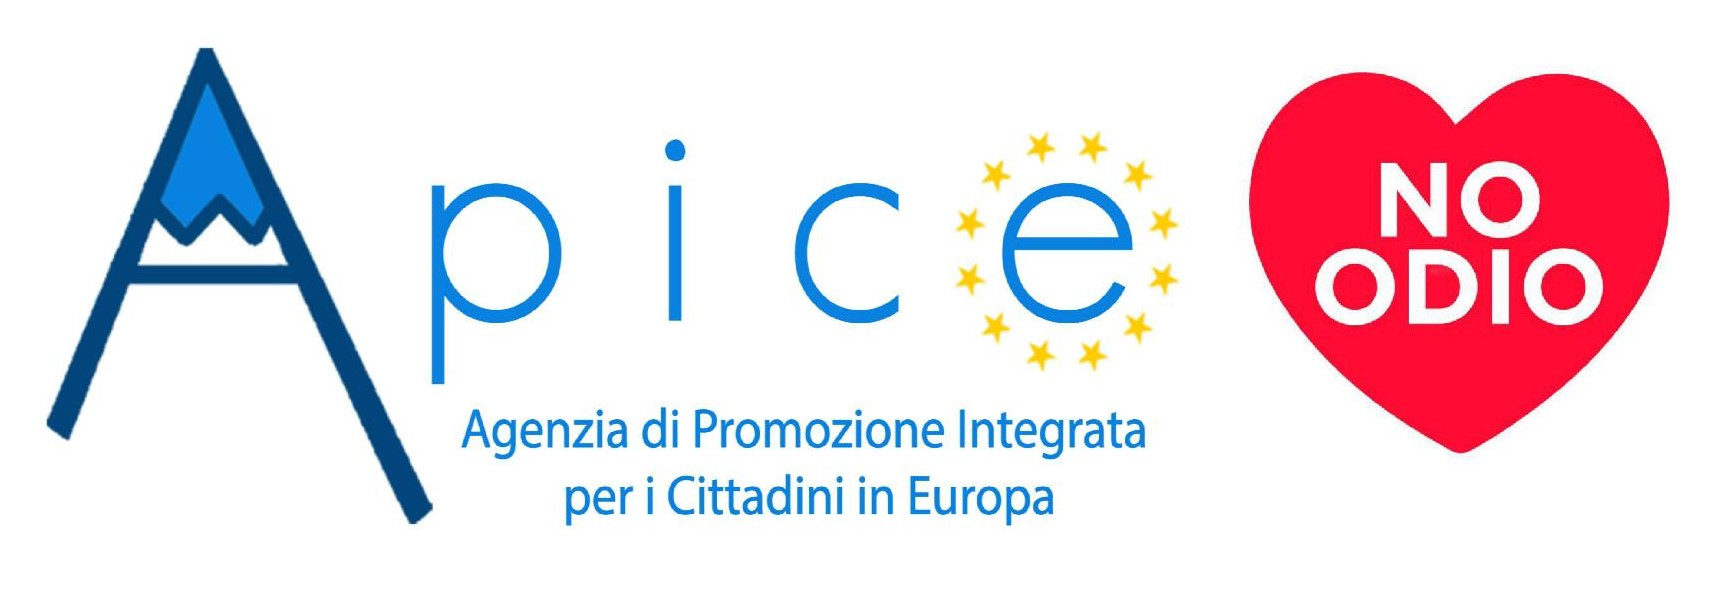 Apice
Agenzia di Promozione Integrata
per i Cittadini in Europa
NO
ODIO